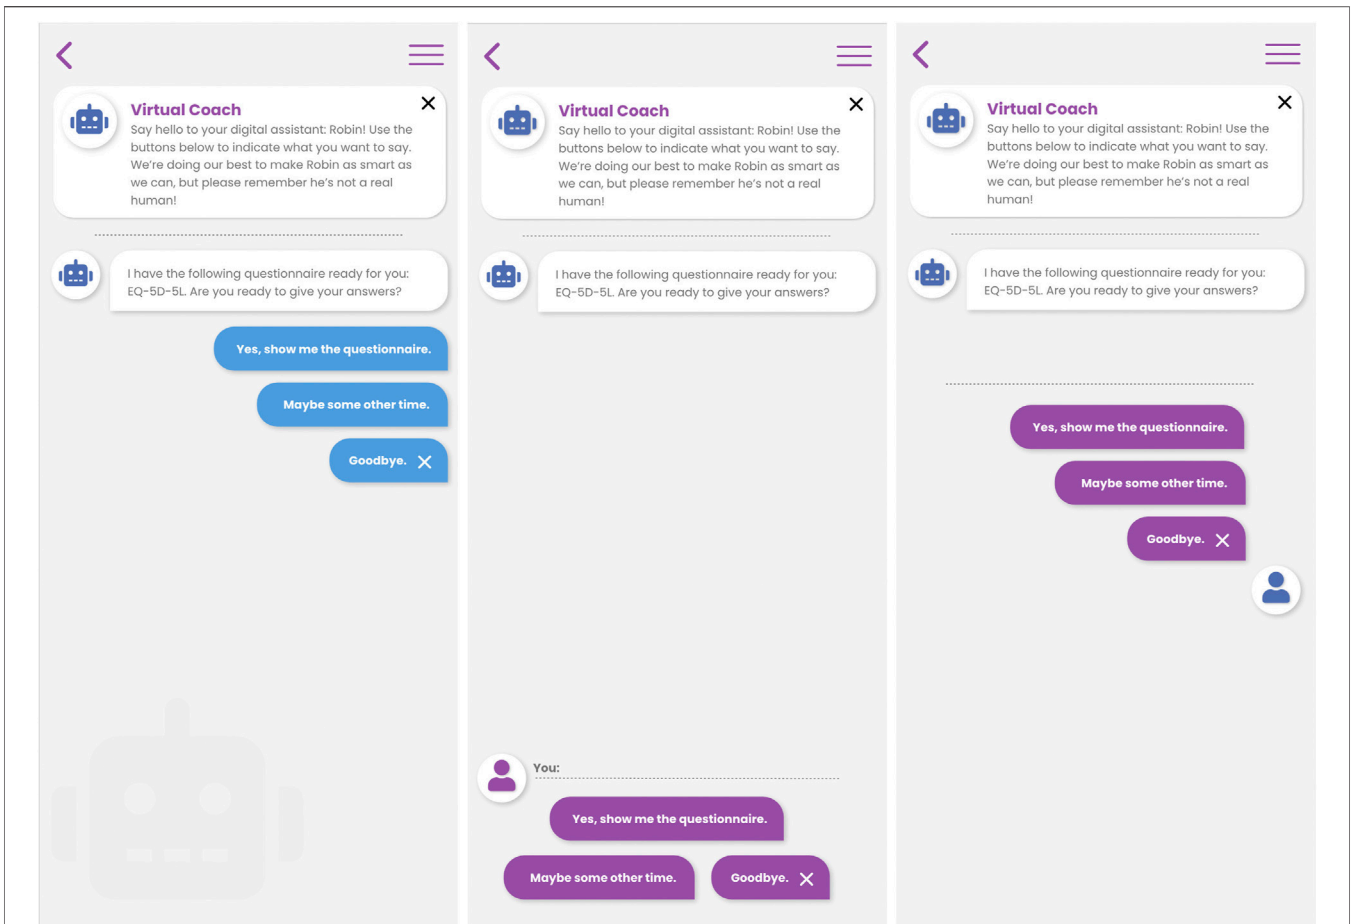 Virtual Coach
Say hello to your digital assistant: Robin! Use the
buttons below to indicate what you want to say.
We're doing our best to make Robin as smart as
we can, but please remember he's not a real
human!
I have the following questionnaire ready for you:
EQ-5D-5L. Are you ready to give your answers?
Yes, show me the questionnaire.
Maybe some other time.
Goodbye.
Virtual Coach
Say hello to your digital assistant: Robin! Use the
buttons below to indicate what you want to say.
We're doing our best to make Robin as smart as
we can, but please remember he's not a real
human!
I have the following questionnaire ready for you:
EQ-5D-5L. Are you ready to give your answers?
You:
Yes, show me the questionnaire.
Maybe some other time.
Goodbye.
Virtual Coach
Say hello to your digital assistant: Robin! Use the
buttons below to indicate what you want to say.
We're doing our best to make Robin as smart as
we can, but please remember he's not a real
human!
I have the following questionnaire ready for you:
EQ-5D-5L. Are you ready to give your answers?
Yes, show me the questionnaire.
Maybe some other time.
Goodbye.